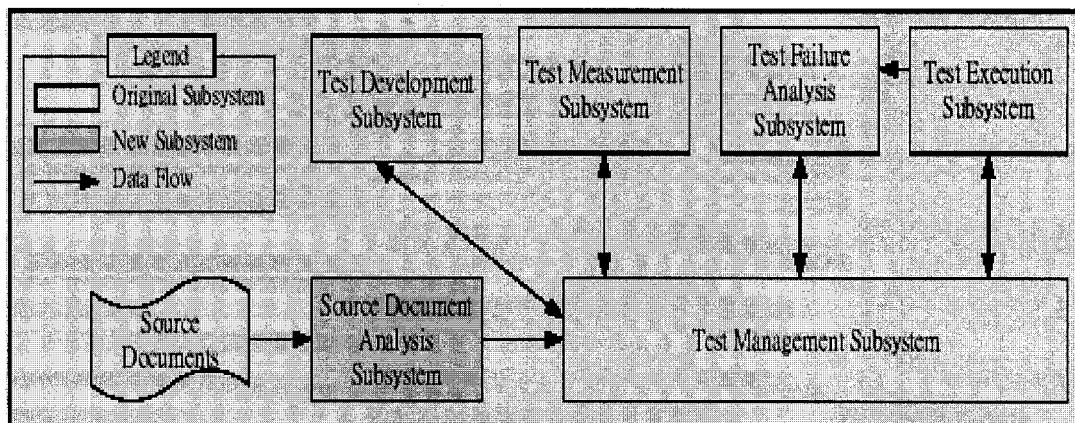 Legend
Original Subsystem
New Subsystem
Data Flow
Test Development
Subsystem
Test Measurement
Subsystem
Test Failure
Analysis
Subsystem
Test Execution
Subsystem
Source
Documents
Source Document
Analysis
Subsystem
Test Management Subsystem